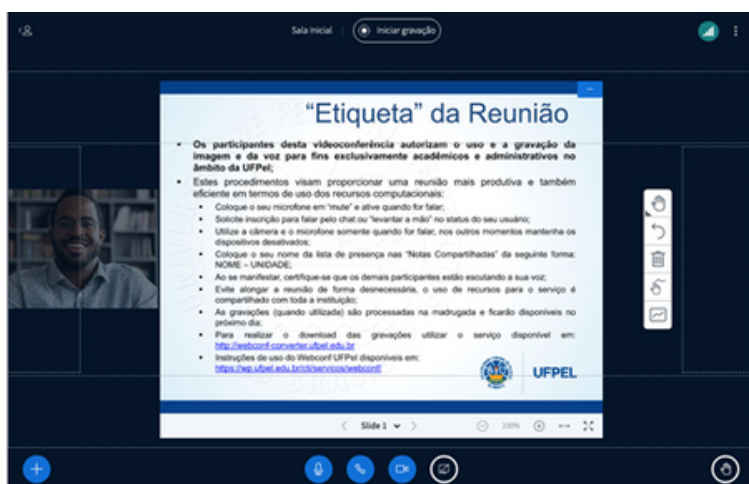 Sala Inicial | Iniciar gravação
"Etiqueta" da Reunião
• Os participantes desta videoconferência autorizam o uso e a gravação da
imagem e da voz para fins exclusivamente acadêmicos e administrativos no
âmbito da UFPel;
• Estes procedimentos visam proporcionar uma reunião mais produtiva e também
eficiente em termos de uso dos recursos computacionais:
• Coloque o seu microfone em "mute" e ative quando for falar;
• Solicite inscrição para falar pelo chat ou "levantar a mão" no status do seu usuário;
• Utilize a câmera e o microfone somente quando for falar, nos outros momentos mantenha os
dispositivos desativados;
• Coloque o seu nome da lista de presença nas "Notas Compartilhadas" da seguinte forma:
NOME – UNIDADE;
• Ao se manifestar, certifique-se que os demais participantes estão escutando a sua voz;
• Evite alongar a reunião de forma desnecessária, o uso de recursos para o serviço é
compartilhado com toda a instituição;
• As gravações (quando utilizada) são processadas na madrugada e ficarão disponíveis no
próximo dia;
• Para realizar o download das gravações utilizar o serviço disponível em:
http://webconf-converter.ufpel.edu.br
• Instruções de uso do Webconf UFPel disponíveis em:
https://wp.ufpel.edu.br/cti/servicos/webconf/
UFPEL
Slide 1
100%